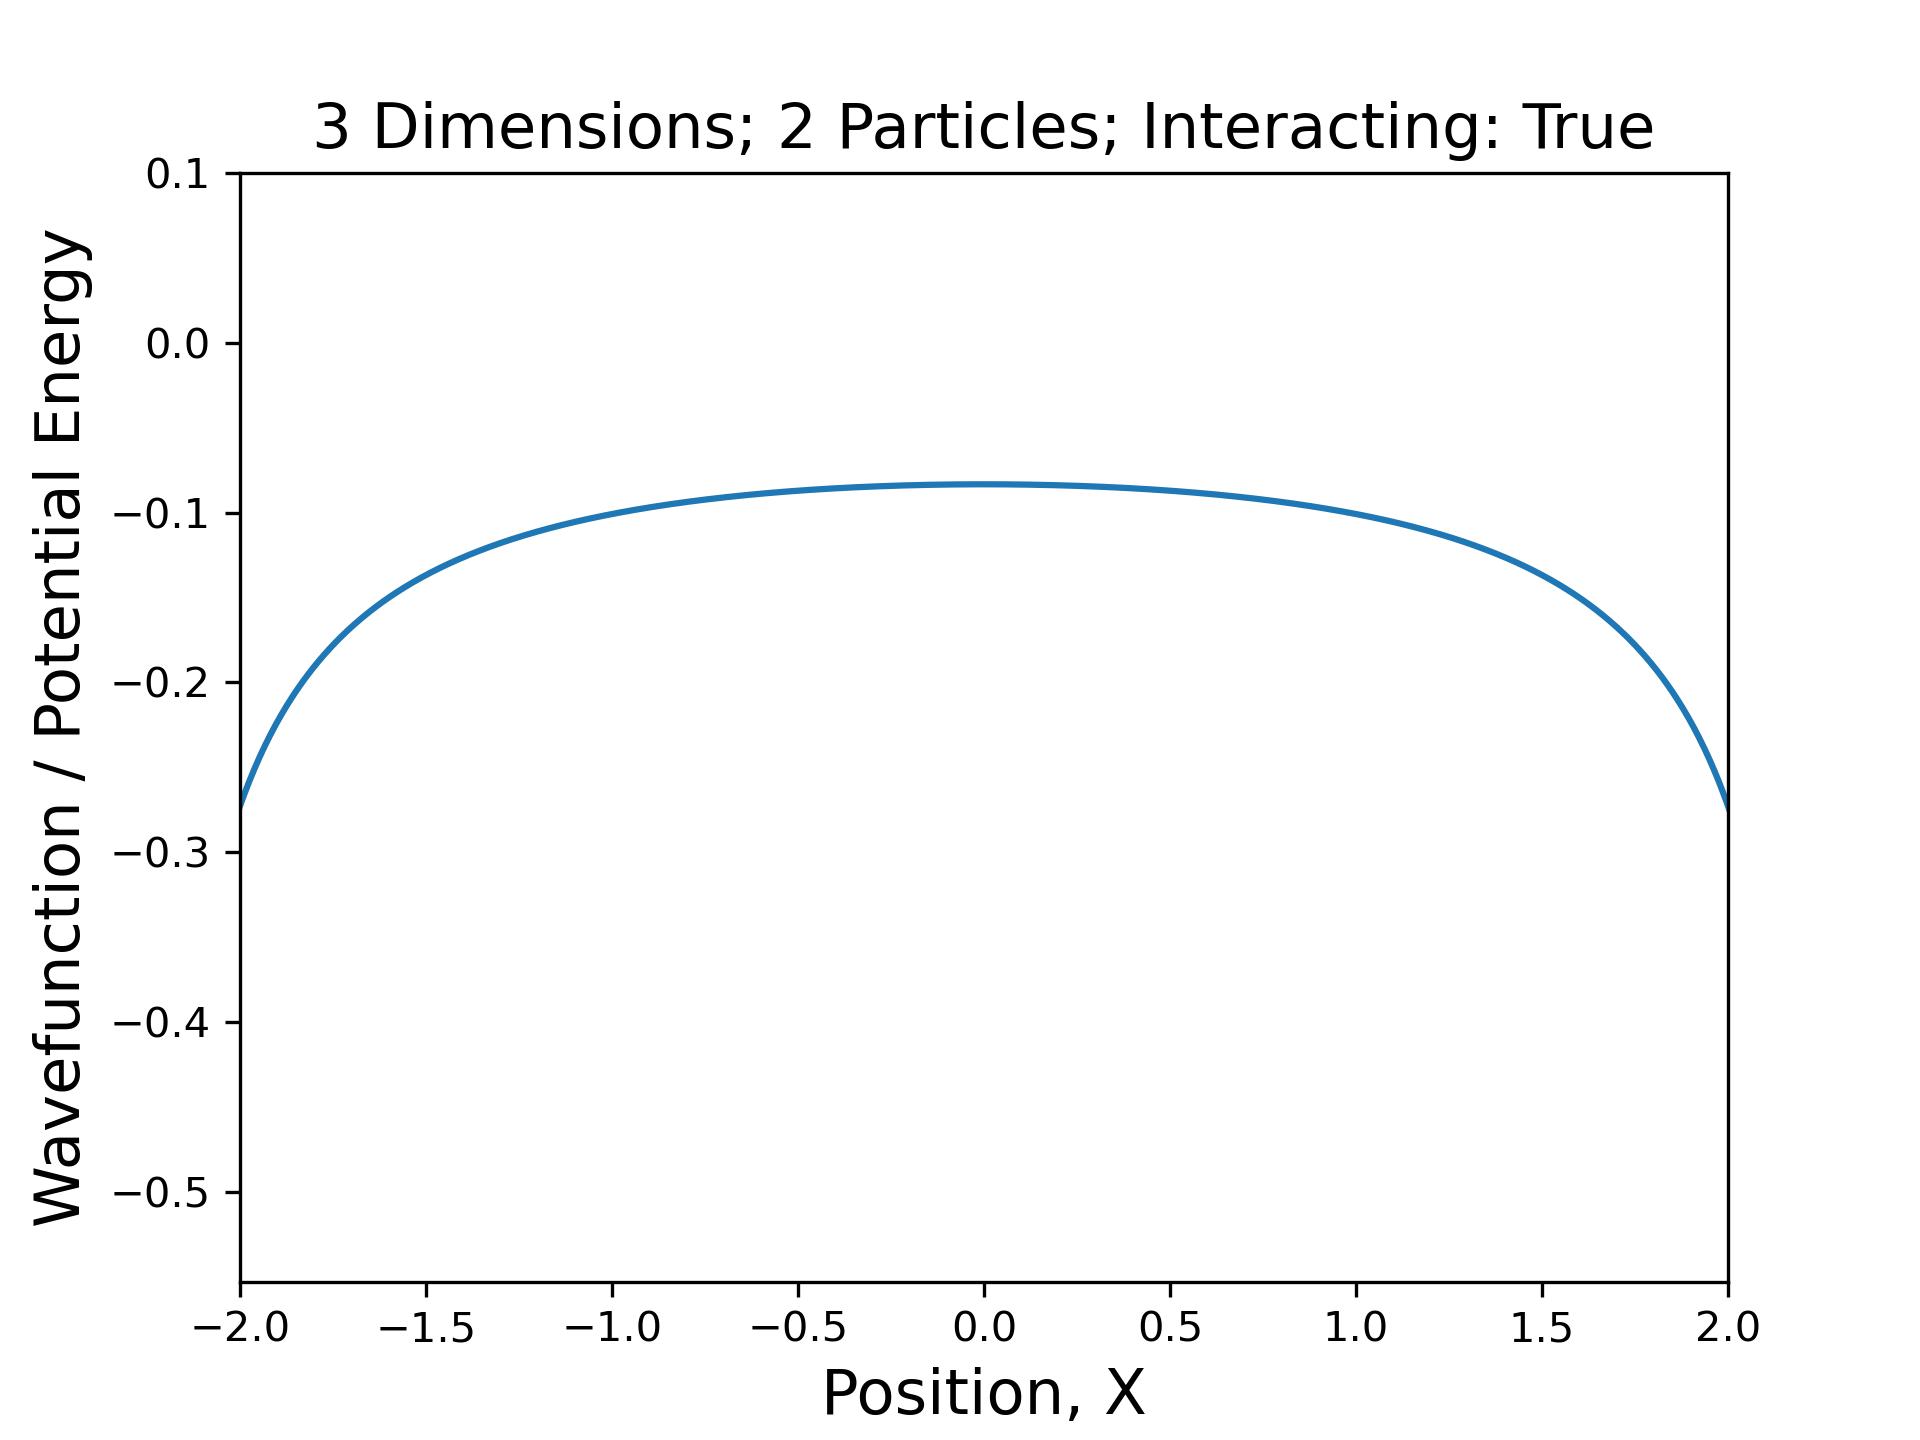 3 Dimensions; 2 Particles; Interacting: True
Wavefunction / Potential Energy
0.1
0.0
−0.1
−0.2
−0.3
−0.4
−0.5
−2.0 −1.5 −1.0 −0.5 0.0 0.5 1.0 1.5 2.0
Position, X